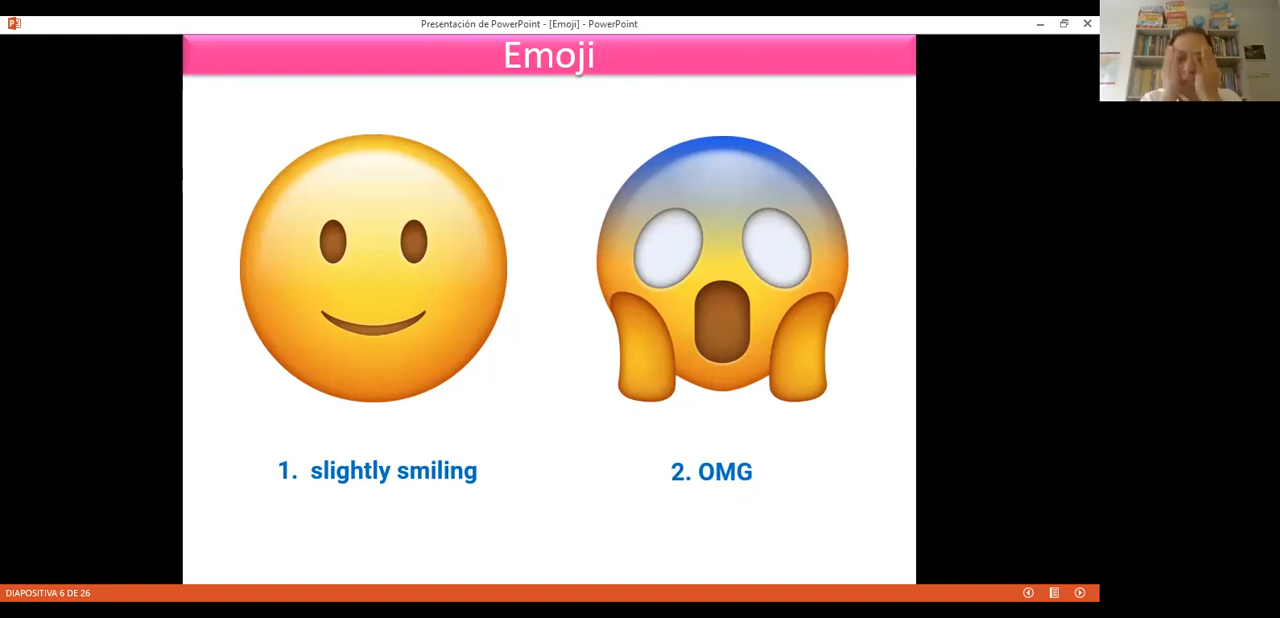 Presentación de PowerPoint - [Emoji] - PowerPoint
Emoji
1. slightly smiling
2. OMG
DIAPOSITIVA 6 DE 26